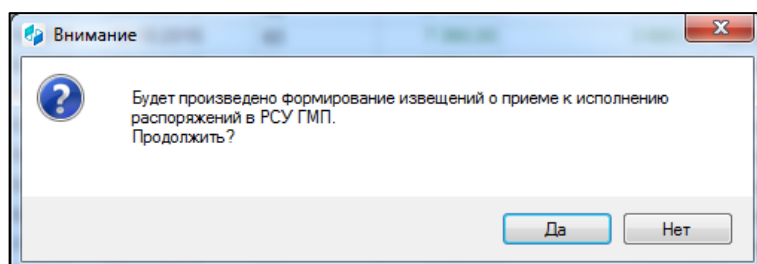 Внимание
Будет произведено формирование извещений о приеме к исполнению
распоряжений в РСУ ГМП.
Продолжить?
Да
Нет